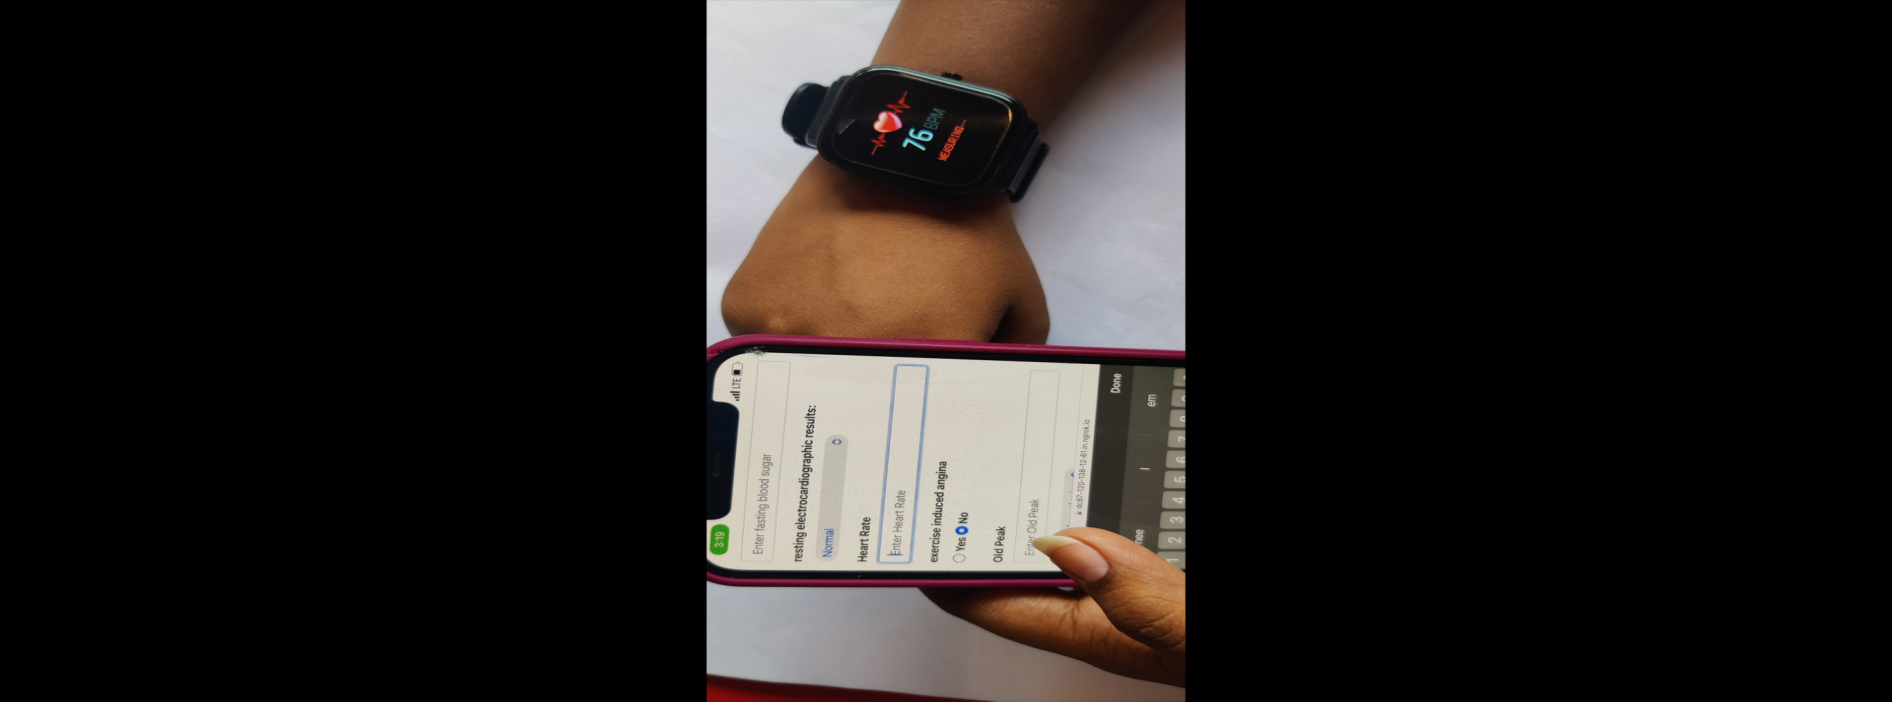 76 BPM
MEASURING...
3:19
LTE
Enter fasting blood sugar
resting electrocardiographic results:
Normal
Heart Rate
Enter Heart Rate
exercise induced angina
Yes No
Old Peak
Enter Old Peak
Done
I
em
1 2 3 4 5 6 7